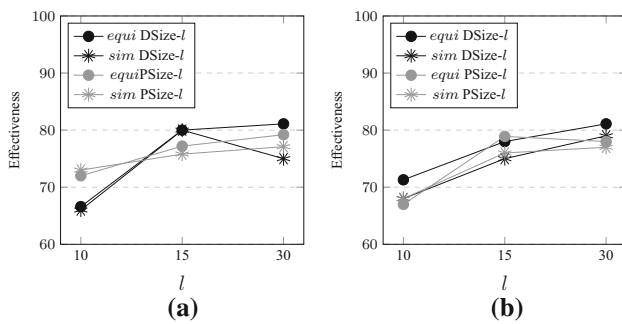 100
90
80
70
60
Effectiveness
equi DSize-l
sim DSize-l
equiPSize-l
sim PSize-l
10
15
30
l
(a)
100
90
80
70
60
Effectiveness
equi DSize-l
sim DSize-l
equi PSize-l
sim PSize-l
10
15
30
l
(b)